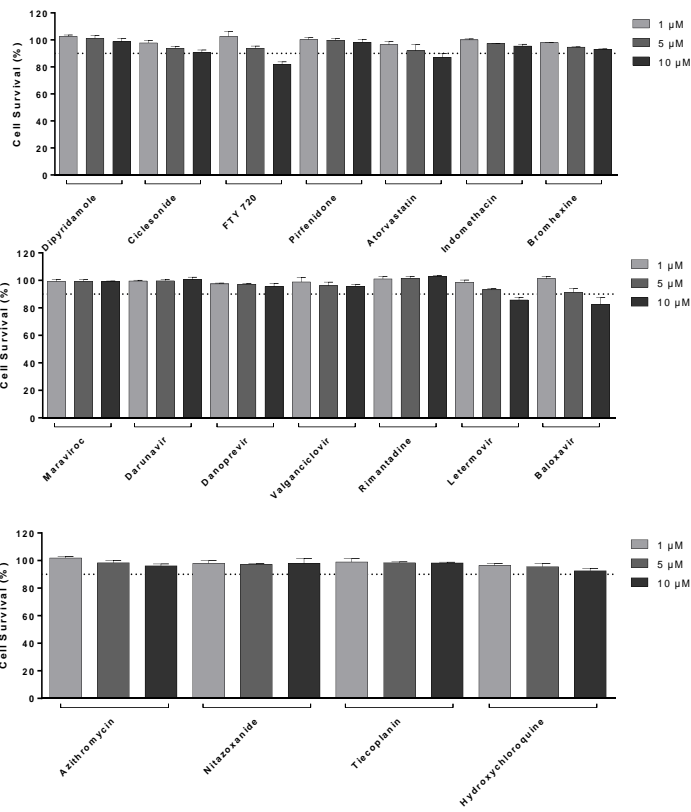 120
100
80
60
40
20
0
Cell Survival (%)
1 µM
5 µM
10 µM
Dipyridamole
Ciclesonide
FTY 720
Pirfenidone
Atorvastatin
Indomethacin
Bromhexine
120
100
80
60
40
20
0
Cell Survival (%)
1 µM
5 µM
10 µM
Maraviroc
Darunavir
Danoprevir
Valganciclovir
Rimantadine
Letermovir
Baloxavir
120
100
80
60
40
20
0
Cell Survival (%)
1 µM
5 µM
10 µM
Azithromycin
Nitazoxanide
Tiecoplanin
Hydroxychloroquine